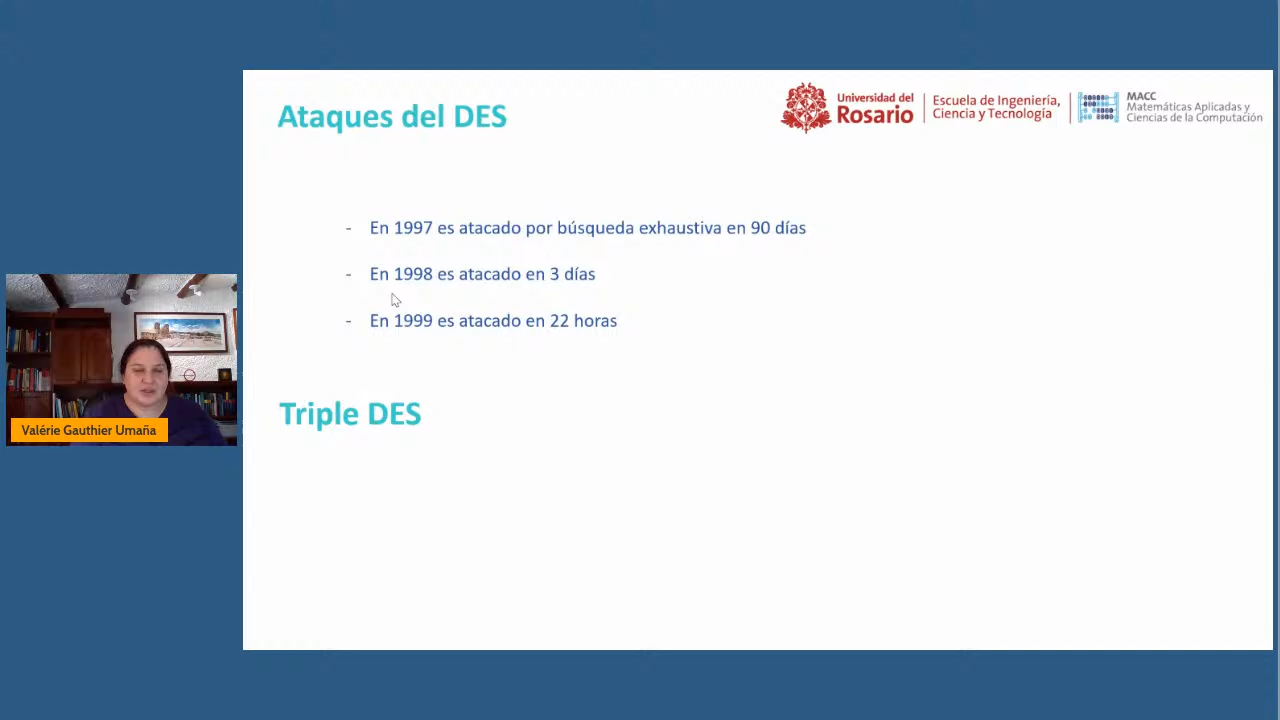 Ataques del DES
Universidad del
Rosario
Escuela de Ingeniería,
Ciencia y Tecnología
MACC
Matemáticas Aplicadas y
Ciencias de la Computación
- En 1997 es atacado por búsqueda exhaustiva en 90 días
- En 1998 es atacado en 3 días
- En 1999 es atacado en 22 horas
Triple DES
Valérie Gauthier Umaña